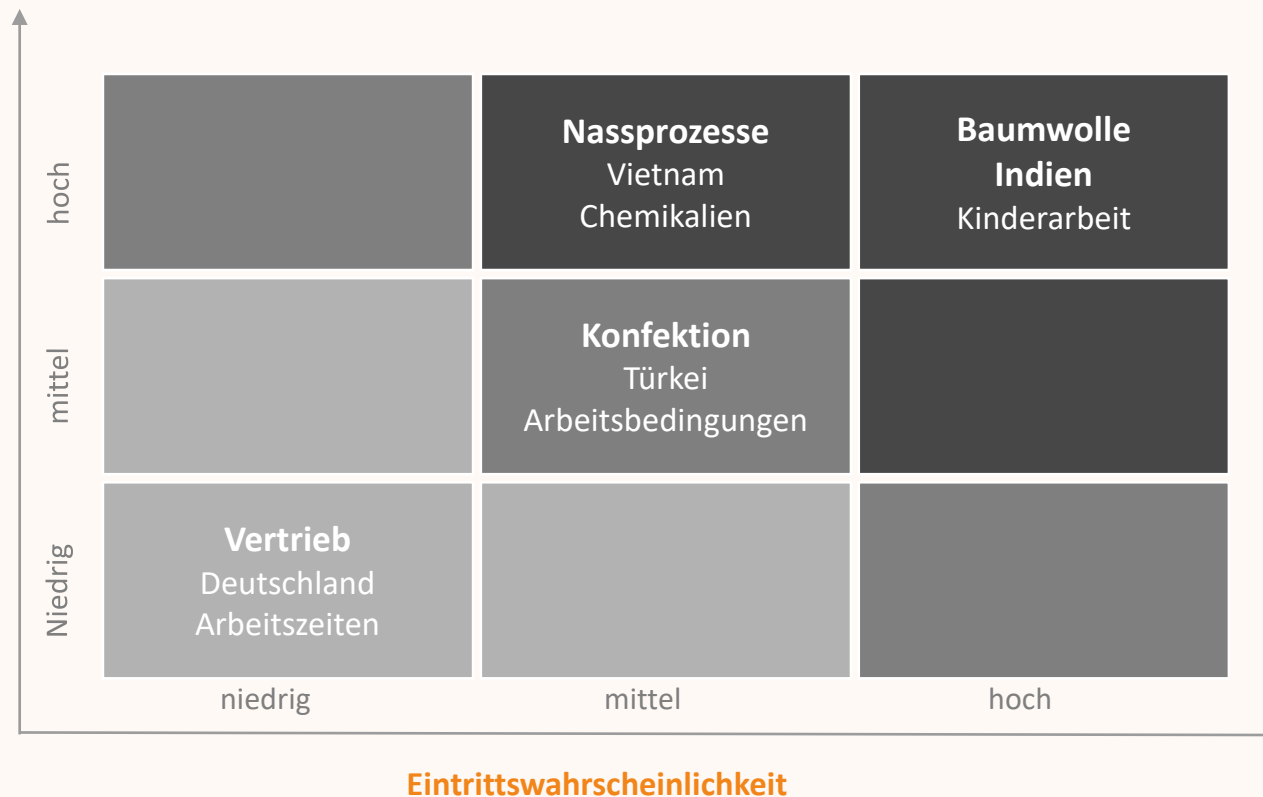 hoch
Nassprozesse
Vietnam
Chemikalien
Baumwolle
Indien
Kinderarbeit
mittel
Konfektion
Türkei
Arbeitsbedingungen
Niedrig
Vertrieb
Deutschland
Arbeitszeiten
niedrig
mittel
hoch
Eintrittswahrscheinlichkeit